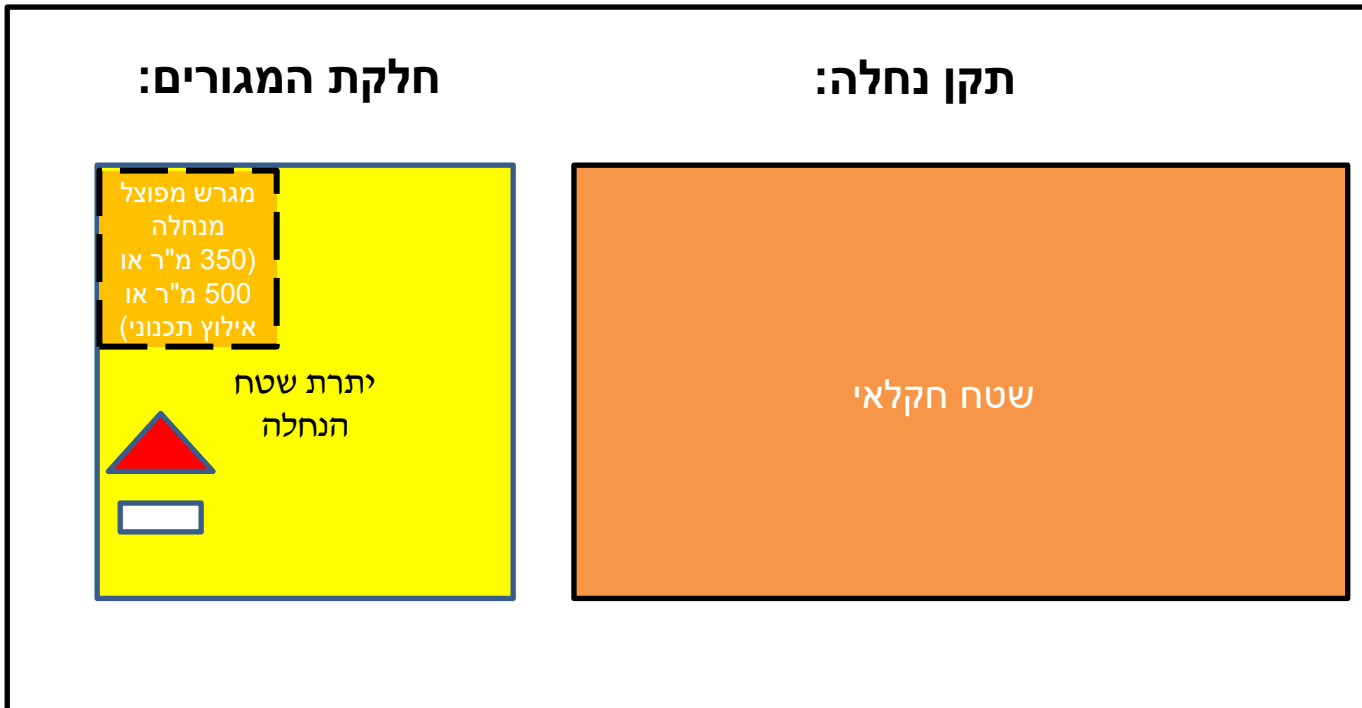 תקן נחלה:
חלקת המגורים:
שטח חקלאי
מגרש מפוצל
מנחלה
(350 מ"ר או
500 מ"ר או
אילוץ תכנוני)
יתרת שטח
הנחלה